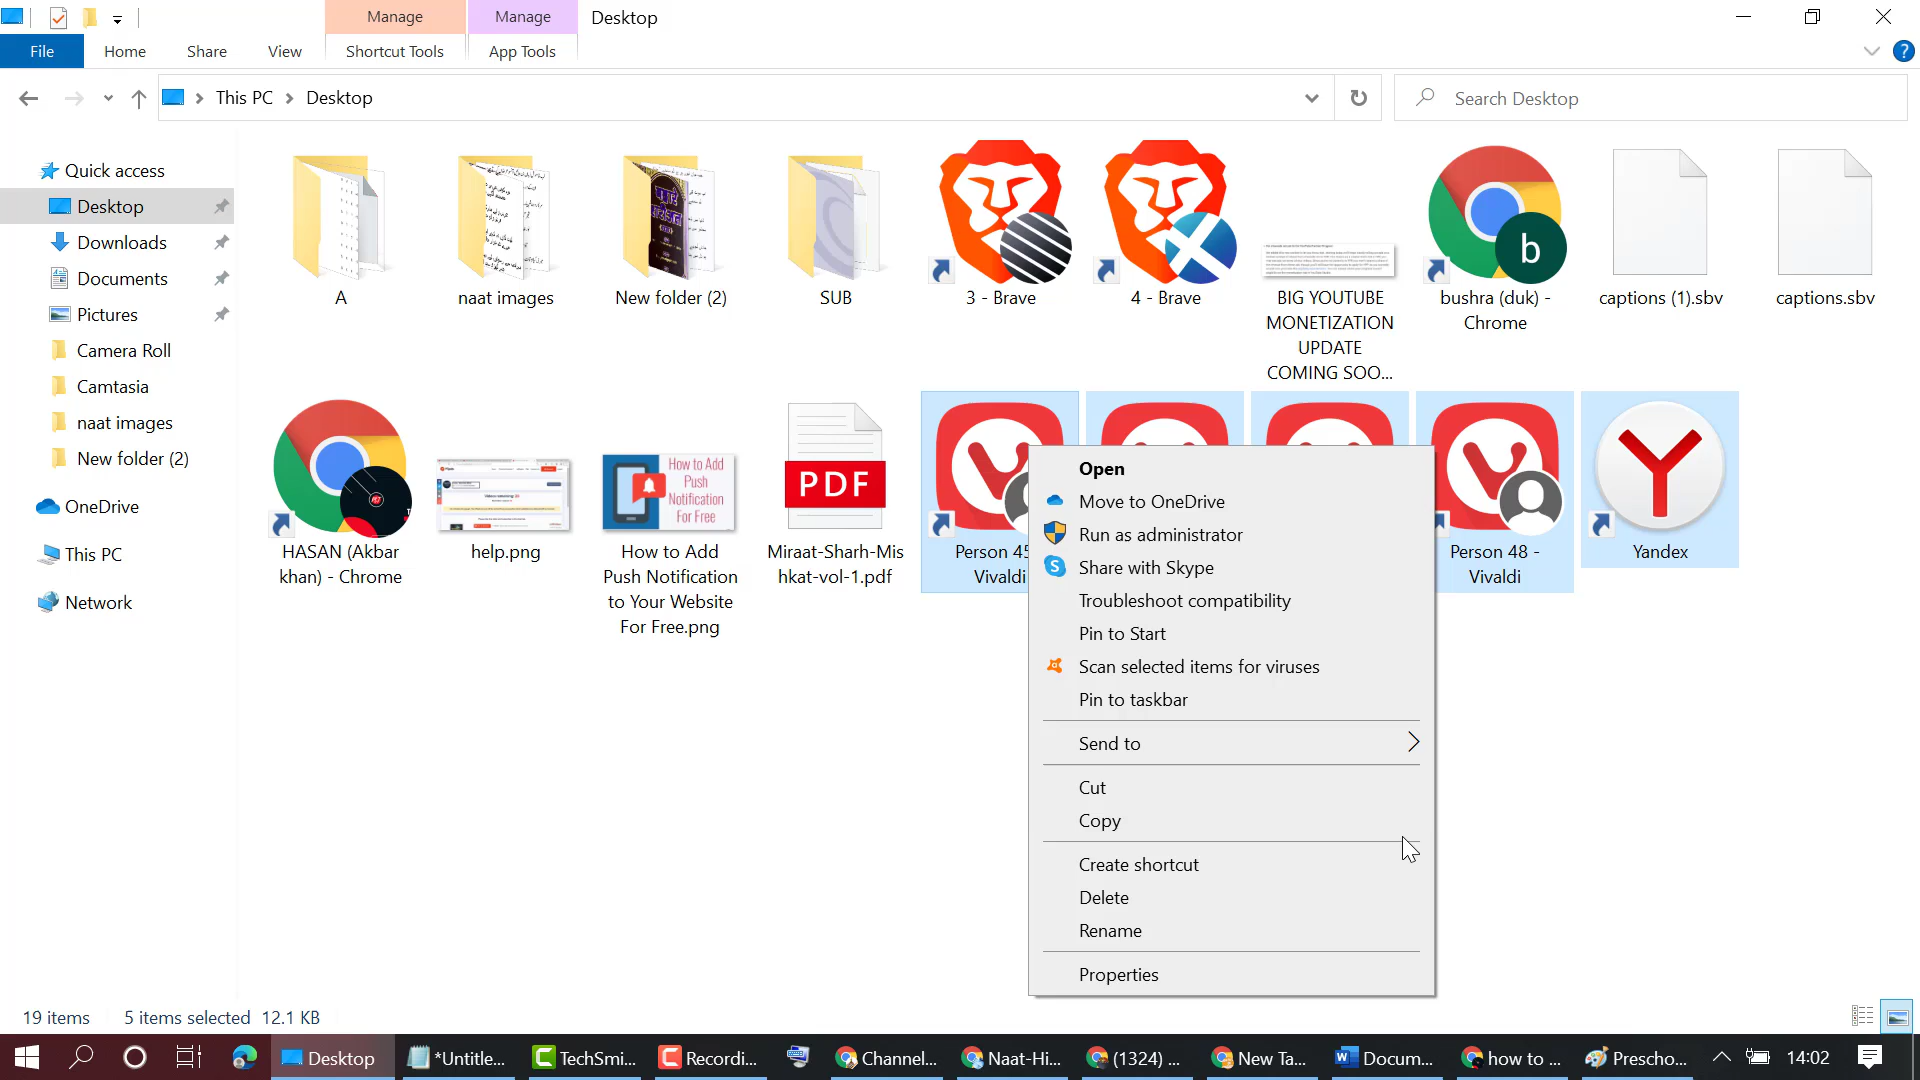 Manage
Manage
Desktop
File
Home
Share
View
Shortcut Tools
App Tools
?
This PC
Desktop
Search Desktop
Quick access
Desktop
Downloads
Documents
Pictures
Camera Roll
Camtasia
naat images
New folder (2)
OneDrive
This PC
Network
A
naat images
New folder (2)
SUB
3 - Brave
4 - Brave
BIG YOUTUBE
MONETIZATION
UPDATE
COMING SOO...
b
bushra (duk) -
Chrome
captions (1).sbv
captions.sbv
HASAN (Akbar
khan) - Chrome
help.png
How to Add
Push
Notification
For Free
How to Add
Push Notification
to Your Website
For Free.png
PDF
Miraat-Sharh-Mis
hkat-vol-1.pdf
Person 45
Vivaldi
Person 48 -
Vivaldi
Yandex
Open
Move to OneDrive
Run as administrator
Share with Skype
Troubleshoot compatibility
Pin to Start
Scan selected items for viruses
Pin to taskbar
Send to
Cut
Copy
Create shortcut
Delete
Rename
Properties
19 items
5 items selected 12.1 KB
Desktop
*Untitle...
TechSmi...
Recordi...
Channel...
Naat-Hi...
(1324) ...
New Ta...
Docum...
how to ...
Prescho...
14:02